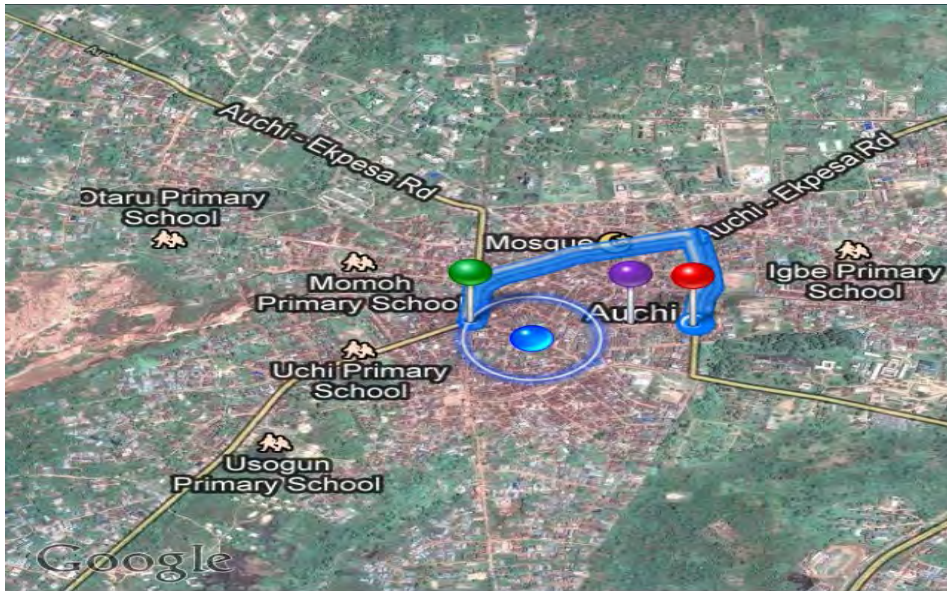 Auchi - Ekpesa Rd
Auchi - Ekpesa Rd
Otaru Primary
School
Mosque
Momoh
Primary School
Igbe Primary
School
Auchi
Uchi Primary
School
Usogun
Primary School
Google